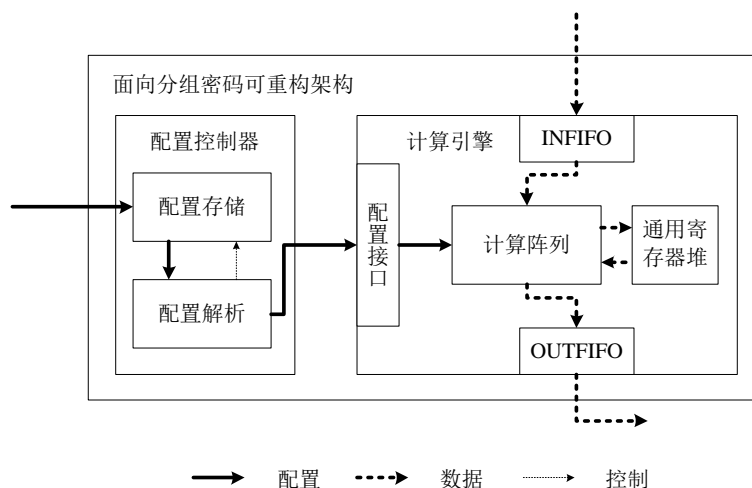 面向分组密码可重构架构
配置控制器
配置存储
配置解析
计算引擎
INFIFO
配置接口
计算阵列
通用寄
存器堆
OUTFIFO
配置
数据
控制